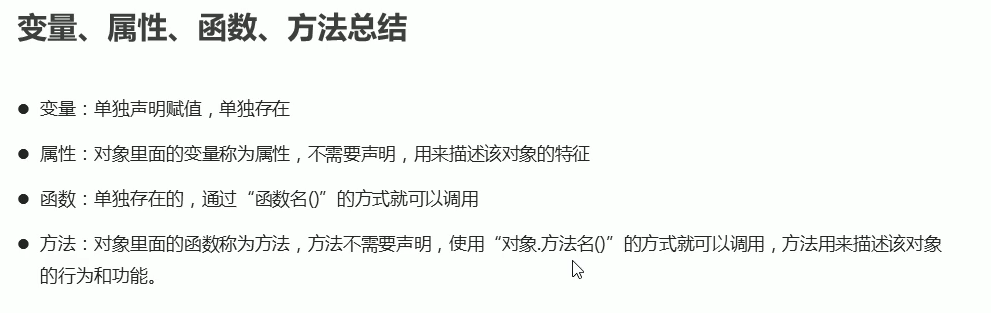 变量、属性、函数、方法总结
● 变量：单独声明赋值，单独存在
● 属性：对象里面的变量称为属性，不需要声明，用来描述该对象的特征
● 函数：单独存在的，通过“函数名()”的方式就可以调用
● 方法：对象里面的函数称为方法，方法不需要声明，使用“对象.方法名()”的方式就可以调用，方法用来描述该对象
的行为和功能。